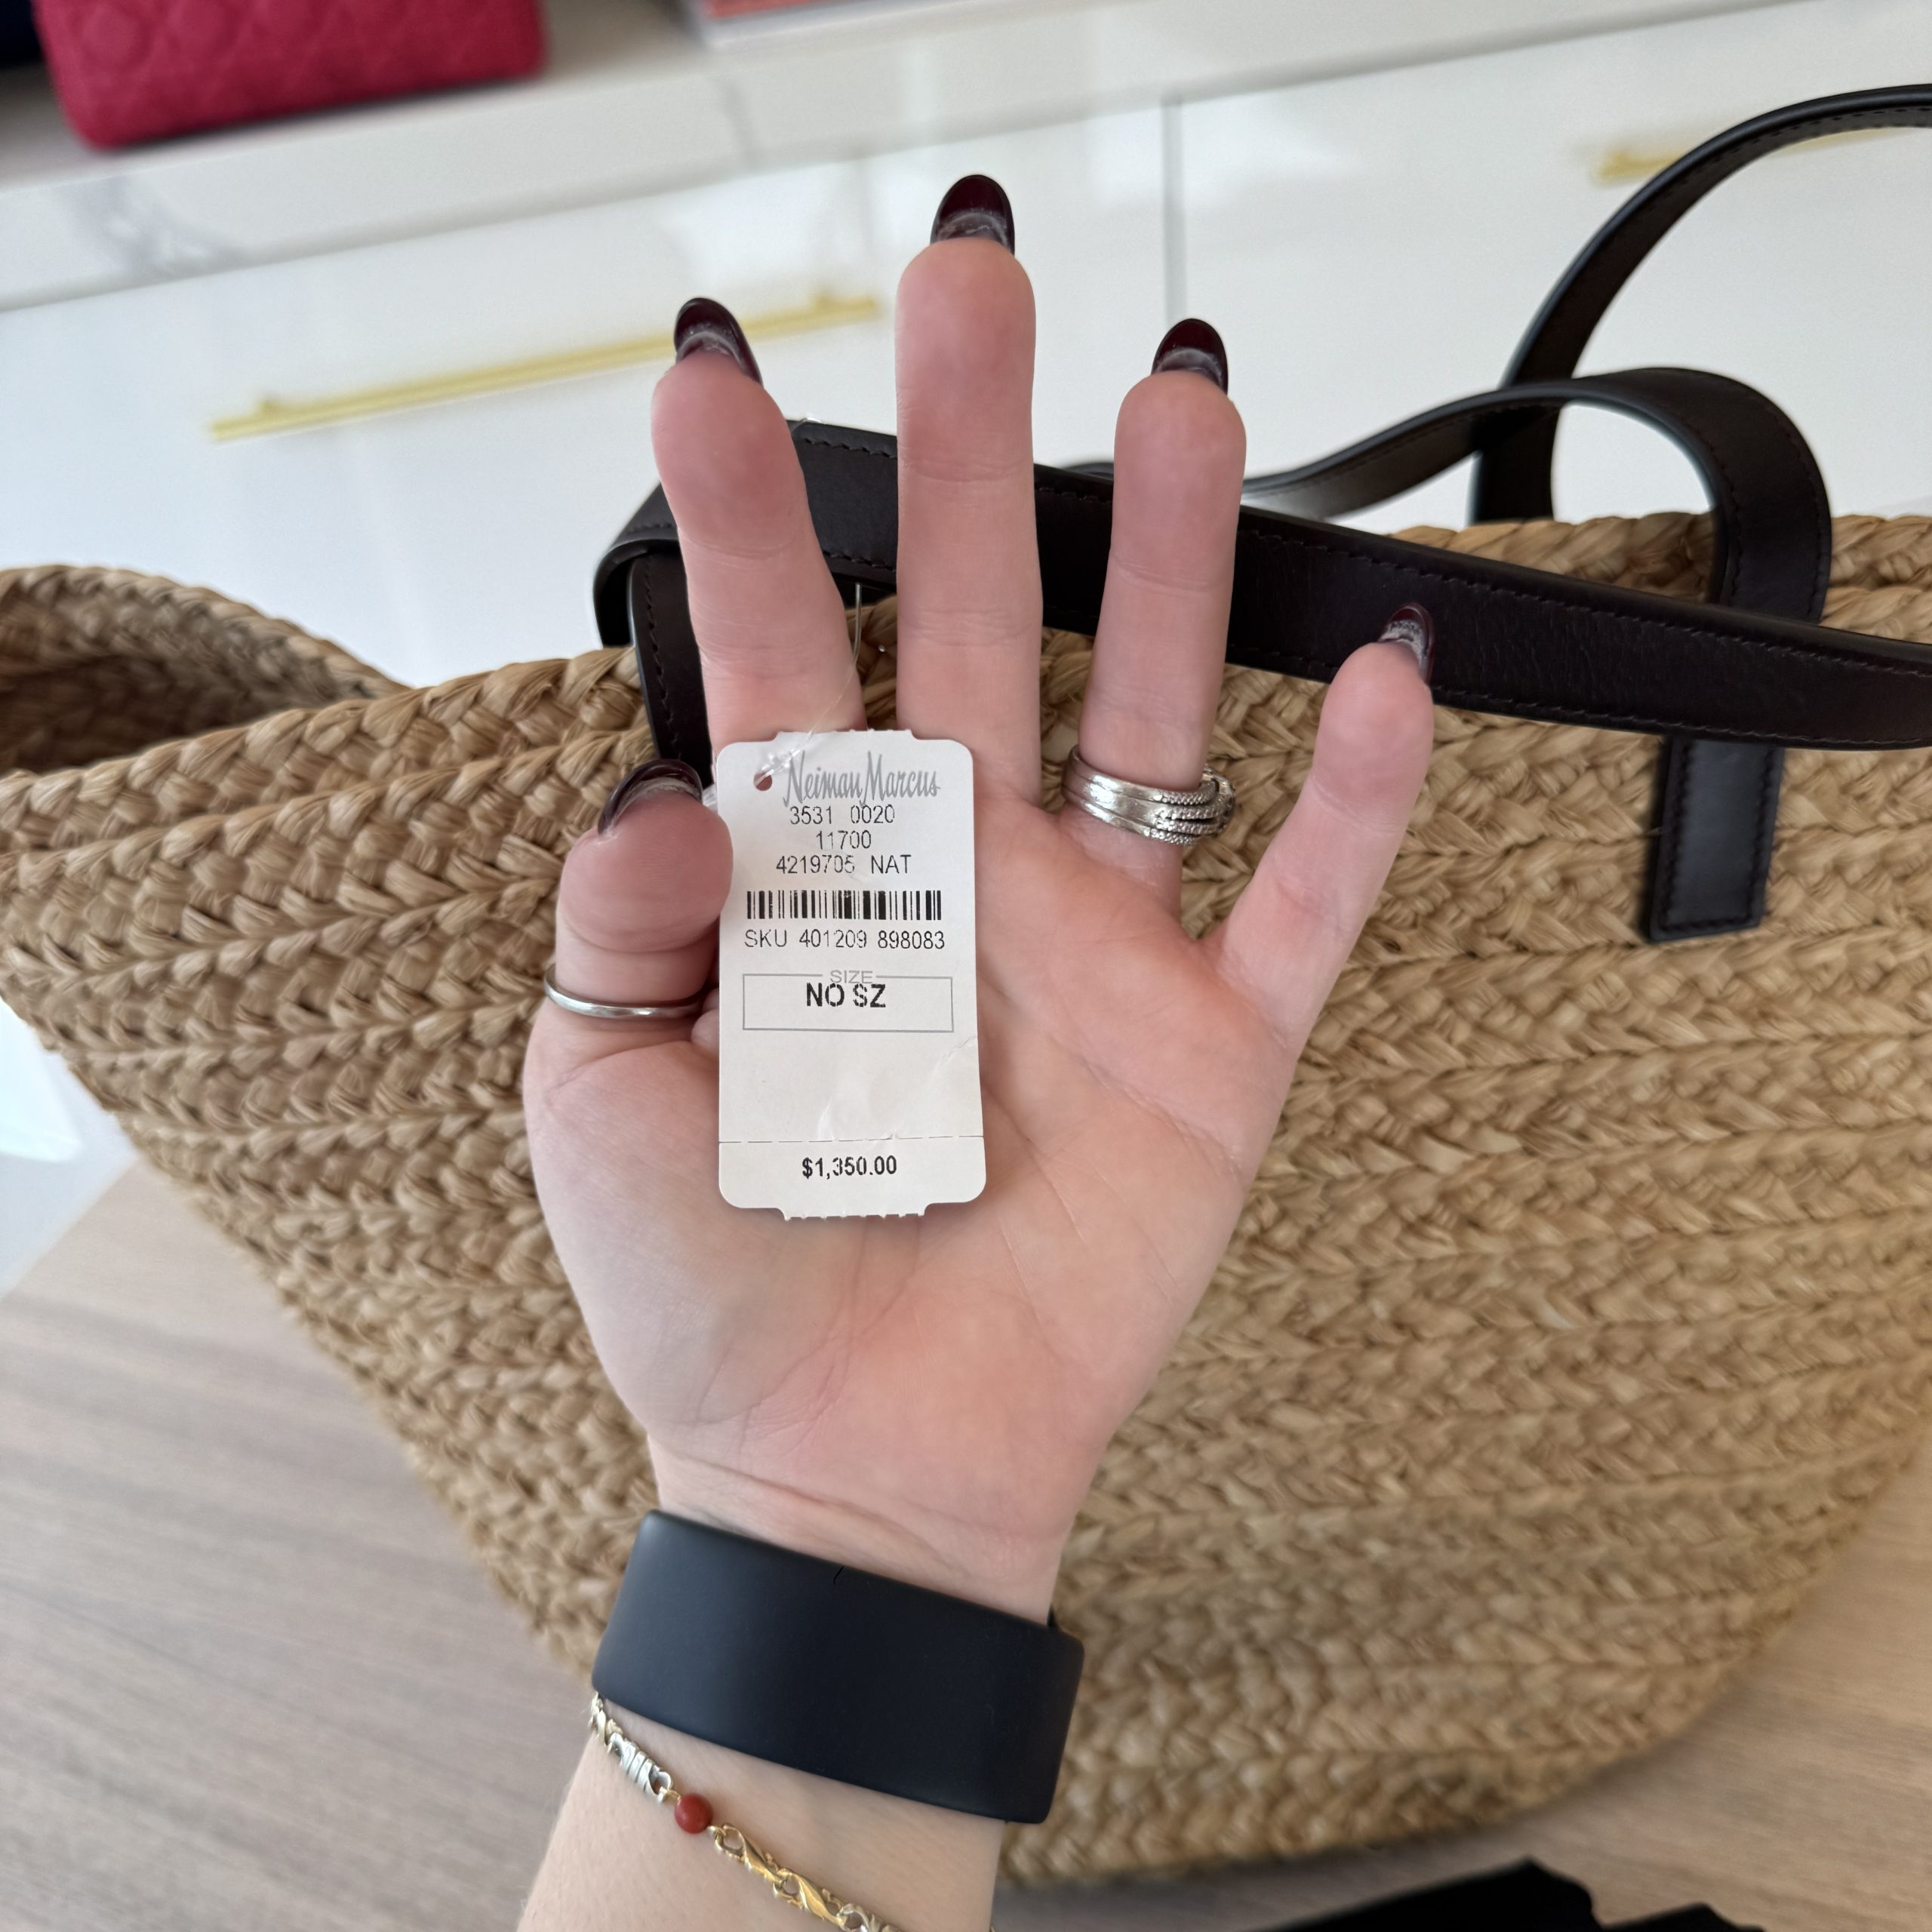 Neiman Marcus
3531 0020
11700
4219705 NAT
SKU 401209 898083
SIZE
NO SZ
$1,350.00